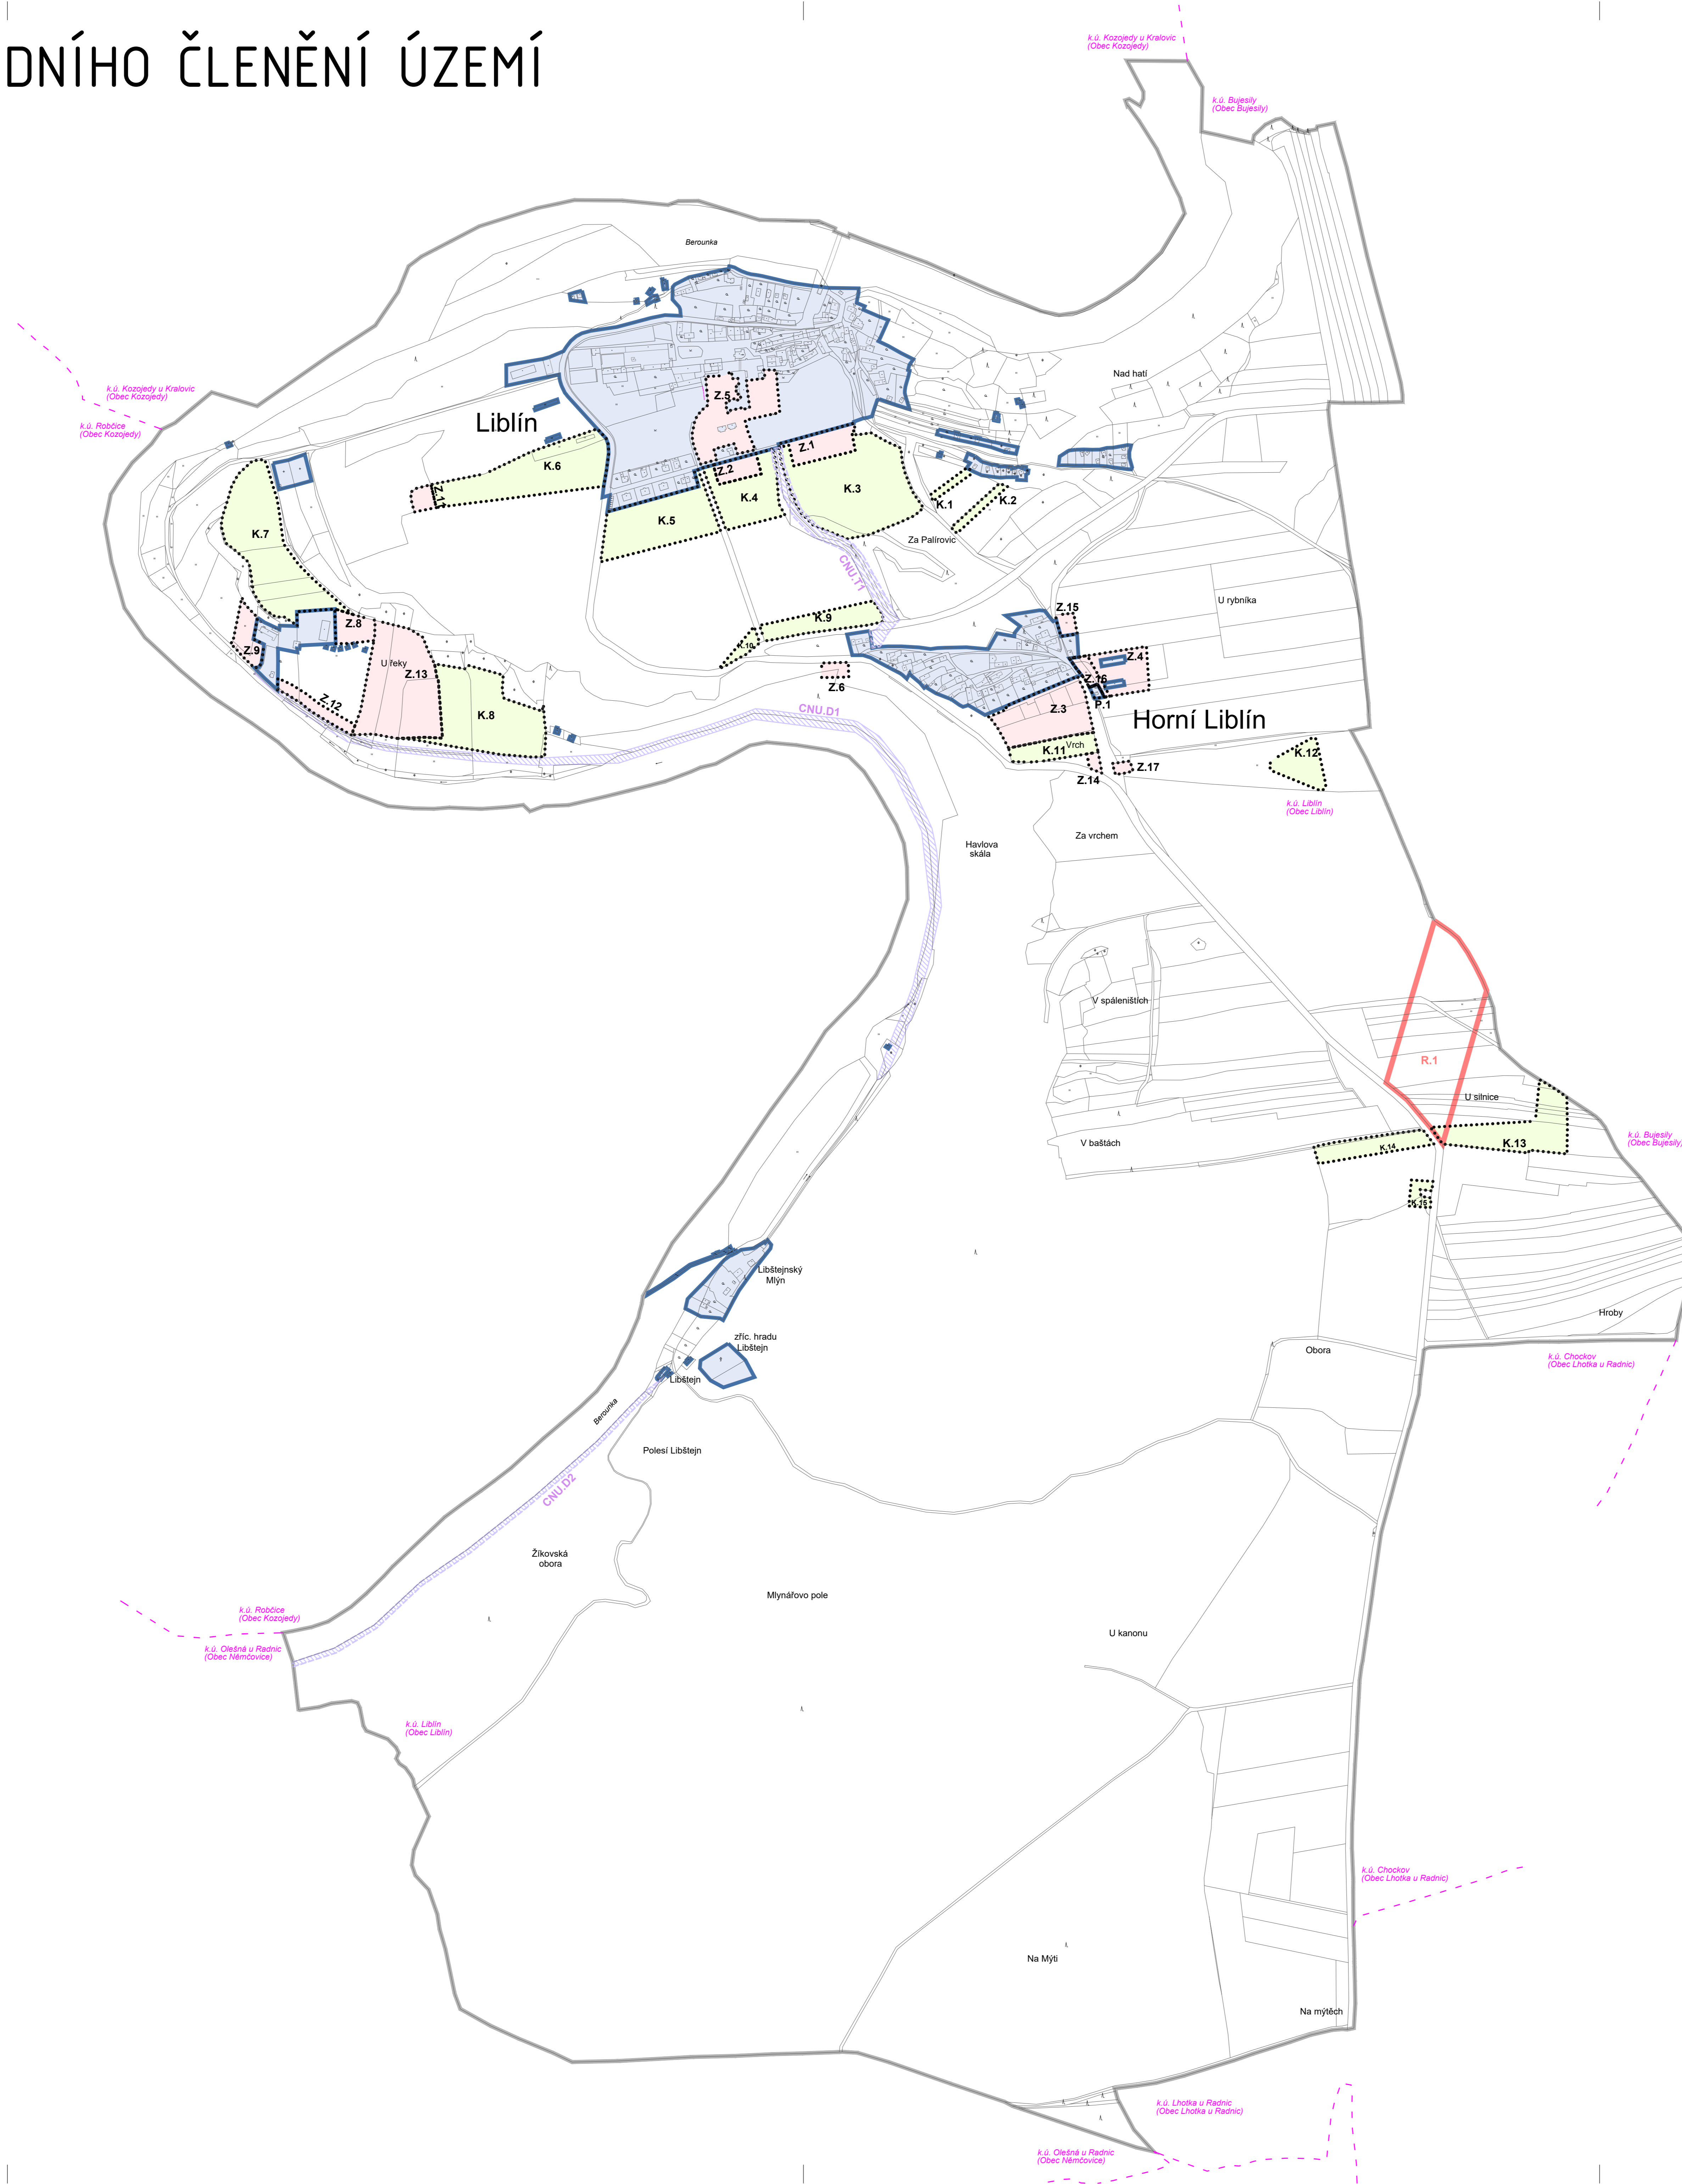 DNÍHO ČLENĚNÍ ÚZEMÍ
k.ú. Kozojedy u Kralovic
(Obec Kozojedy)
k.ú. Bujesily
(Obec Bujesily)
Berounka
k.ú. Kozojedy u Kralovic
(Obec Kozojedy)
k.ú. Robčice
(Obec Kozojedy)
Liblín
Nad hatí
Z.5
Z.1
Z.2
K.6
K.3
K.4
K.5
K.1
K.2
K.7
Za Palírovic
CNU.T1
U rybníka
Z.15
Z.8
Z.9
K.9
K.10
U řeky
Z.13
Z.12
K.8
Z.6
Z.4
Z.16
P.1
Z.3
Horní Liblín
CNU.D1
K.11
Vrch
Z.14
Z.17
K.12
k.ú. Liblín
(Obec Liblín)
Za vrchem
Havlova
skála
V spáleništích
R.1
U silnice
V baštách
K.14
K.13
k.ú. Bujesily
(Obec Bujesily)
K.15
Libštejnský
Mlýn
zříc. hradu
Libštejn
Libštejn
Hroby
Obora
k.ú. Chockov
(Obec Lhotka u Radnic)
Berounka
Polesí Libštejn
CNU.D2
Žíkovská
obora
Mlynářovo pole
k.ú. Robčice
(Obec Kozojedy)
k.ú. Olešná u Radnic
(Obec Němčovice)
U kanonu
k.ú. Liblín
(Obec Liblín)
k.ú. Chockov
(Obec Lhotka u Radnic)
Na Mýti
Na mýtěch
k.ú. Lhotka u Radnic
(Obec Lhotka u Radnic)
k.ú. Olešná u Radnic
(Obec Němčovice)